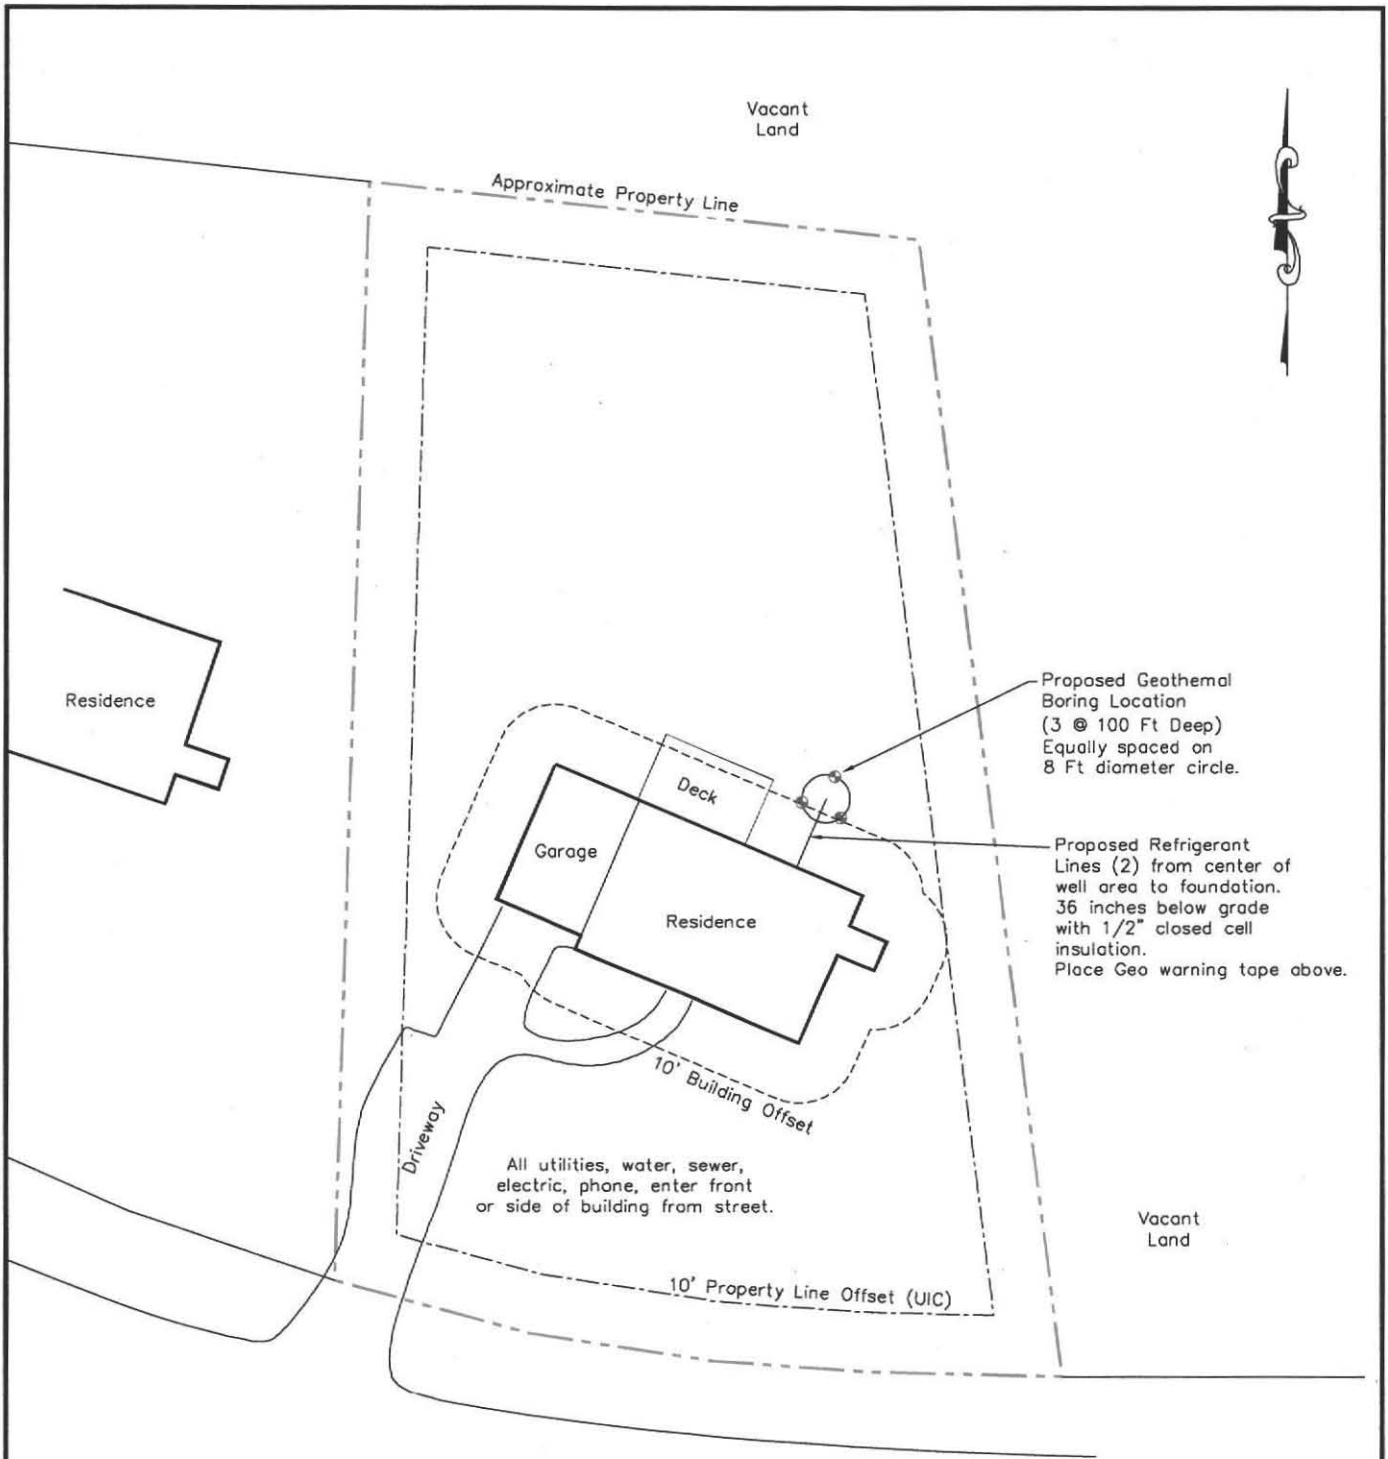 Vacant
Land
Approximate Property Line
Proposed Geothemal
Boring Location
(3 @ 100 Ft Deep)
Equally spaced on
8 Ft diameter circle.
Residence
Deck
Garage
Residence
Proposed Refrigerant
Lines (2) from center of
well area to foundation.
36 inches below grade
with 1/2" closed cell
insulation.
Place Geo warning tape above.
10' Building Offset
Driveway
All utilities, water, sewer,
electric, phone, enter front
or side of building from street.
Vacant
Land
10' Property Line Offset (UIC)